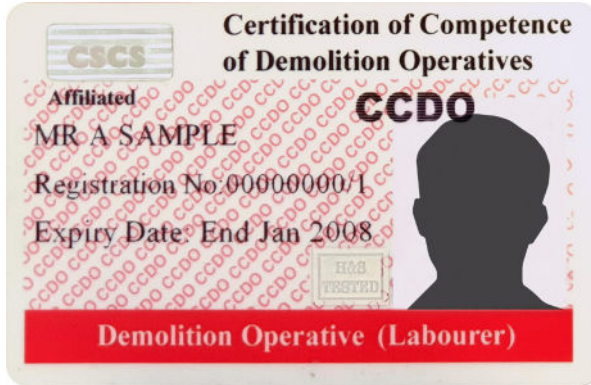 Certification of Competence
of Demolition Operatives
CSCS
Affiliated
CCDO
MR A SAMPLE
Registration No:00000000/1
Expiry Date: End Jan 2008
H&S
TESTED
Demolition Operative (Labourer)